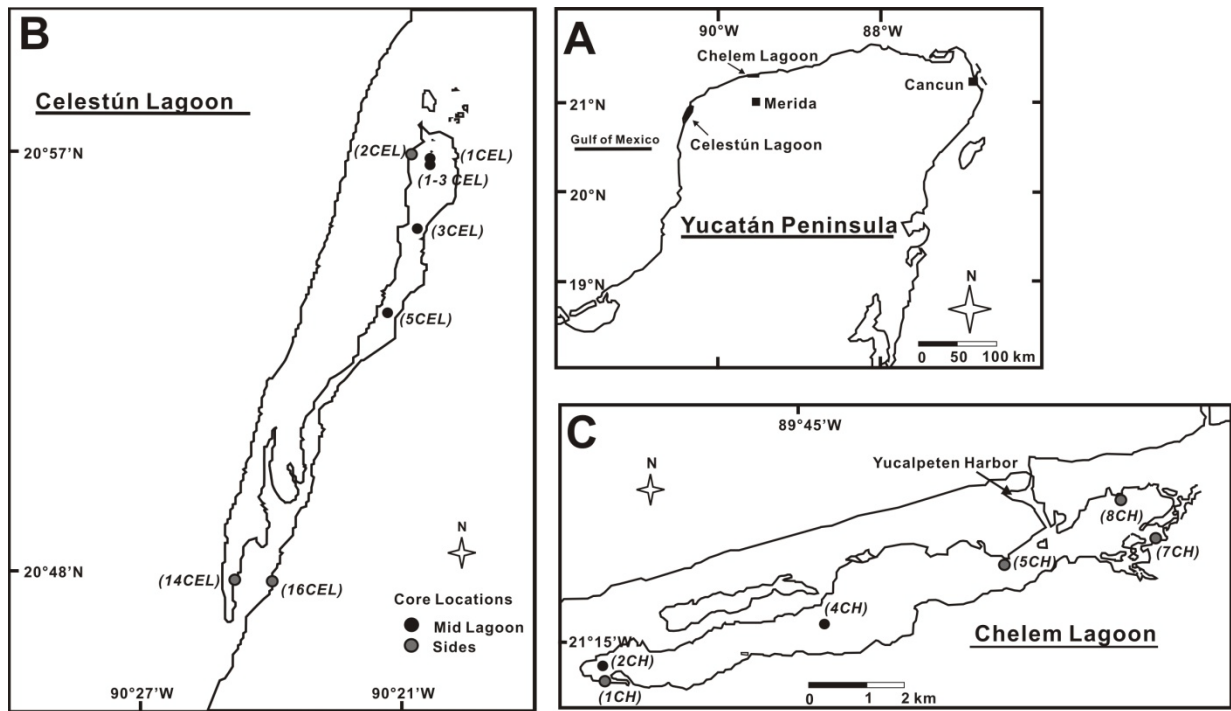 B
Celestún Lagoon
20°57'N
(2CEL)
(1CEL)
(1-3 CEL)
(3CEL)
(5CEL)
N
20°48'N
(14CEL)
(16CEL)
Core Locations
Mid Lagoon
Sides
90°27'W
90°21'W
A
90°W
88°W
Chelem Lagoon
Cancun
21°N
Merida
Gulf of Mexico
Celestún Lagoon
20°N
Yucatán Peninsula
19°N
N
0 50 100 km
C
89°45'W
N
Yucalpeten Harbor
(8CH)
(7CH)
(5CH)
(4CH)
21°15'W
Chelem Lagoon
(2CH)
(1CH)
0 1 2 km